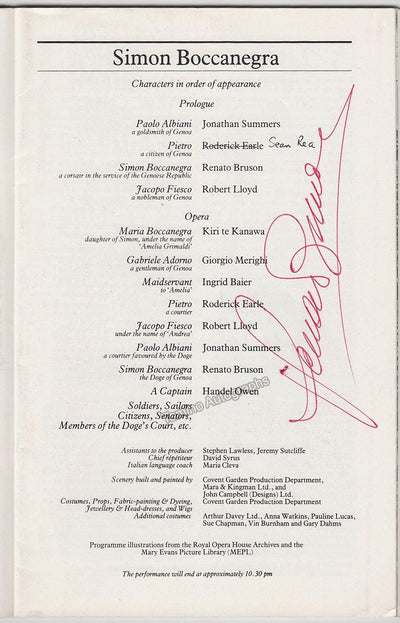 Simon Boccanegra
Characters in order of appearance
Prologue
Paolo Albiani Jonathan Summers
a goldsmith of Genoa
Pietro Roderick Earle Sean Rea
a citizen of Genoa
Simon Boccanegra Renato Bruson
a corsair in the service of the Genoese Republic
Jacopo Fiesco Robert Lloyd
a nobleman of Genoa
Opera
Maria Boccanegra Kiri te Kanawa
daughter of Simon, under the name of
'Amelia Grimaldi'
Gabriele Adorno Giorgio Merighi
a gentleman of Genoa
Maidservant Ingrid Baier
to 'Amelia'
Pietro Roderick Earle
a courtier
Jacopo Fiesco Robert Lloyd
under the name of 'Andrea'
Paolo Albiani Jonathan Summers
a courtier favoured by the Doge
Simon Boccanegra Renato Bruson
the Doge of Genoa
A Captain Handel Owen
Soldiers, Sailors
Citizens, Senators,
Members of the Doge's Court, etc.
Autographs
Assistants to the producer Stephen Lawless, Jeremy Sutcliffe
Chief répétiteur David Syrus
Italian language coach Maria Cleva
Scenery built and painted by Covent Garden Production Department,
Mara & Kingman Ltd., and
John Campbell (Designs) Ltd.
Costumes, Props, Fabric-painting & Dyeing, Covent Garden Production Department
Jewellery & Head-dresses, and Wigs
Additional costumes Arthur Davey Ltd., Anna Watkins, Pauline Lucas,
Sue Chapman, Vin Burnham and Gary Dahms
Programme illustrations from the Royal Opera House Archives and the
Mary Evans Picture Library (MEPL)
The performance will end at approximately 10.30 pm